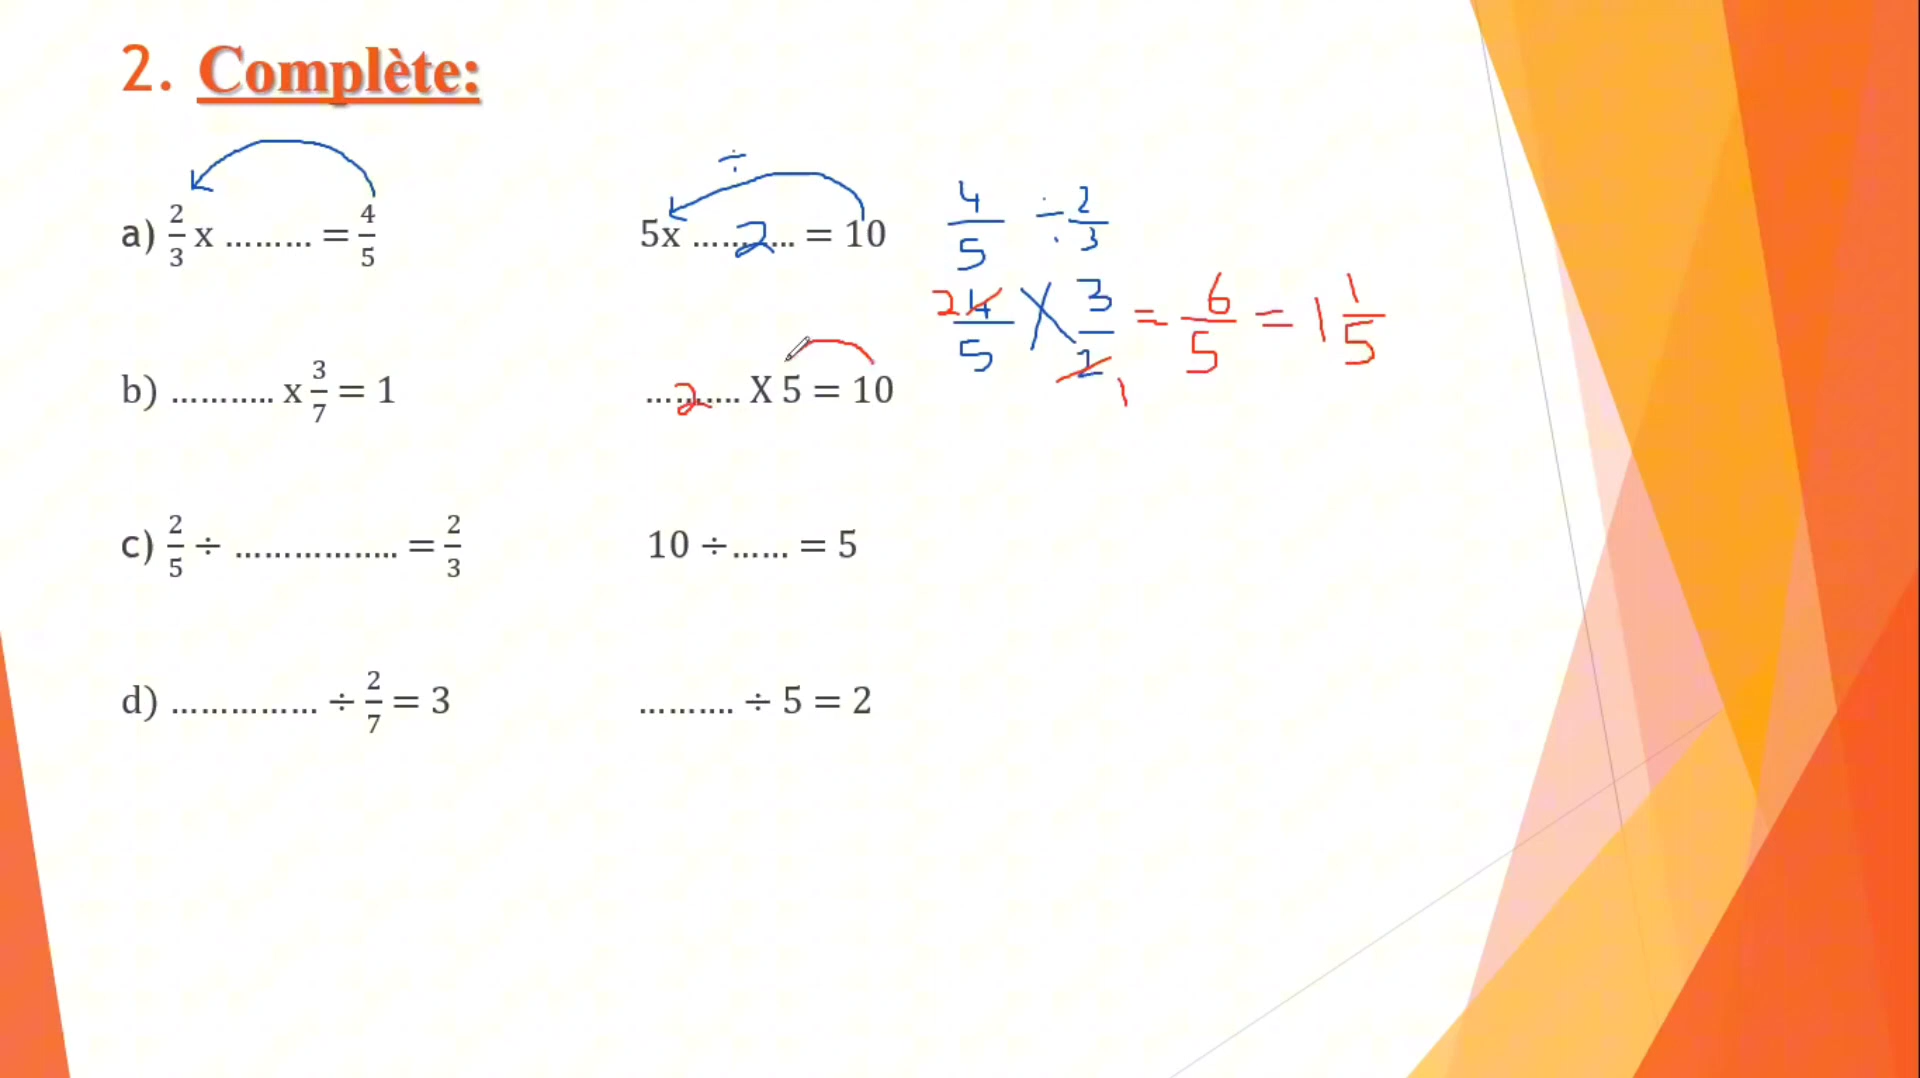 2. Complète:
÷
a) 2/3 x ......... = 4/5
5x ....2.... = 10
4/5 ÷ 2/3
2 4/5 X 3/2 1 = 6/5 = 1 1/5
b) ........... x 3/7 = 1
...2... X 5 = 10
c) 2/5 ÷ ................. = 2/3
10 ÷...... = 5
d) ............... ÷ 2/7 = 3
.......... ÷ 5 = 2